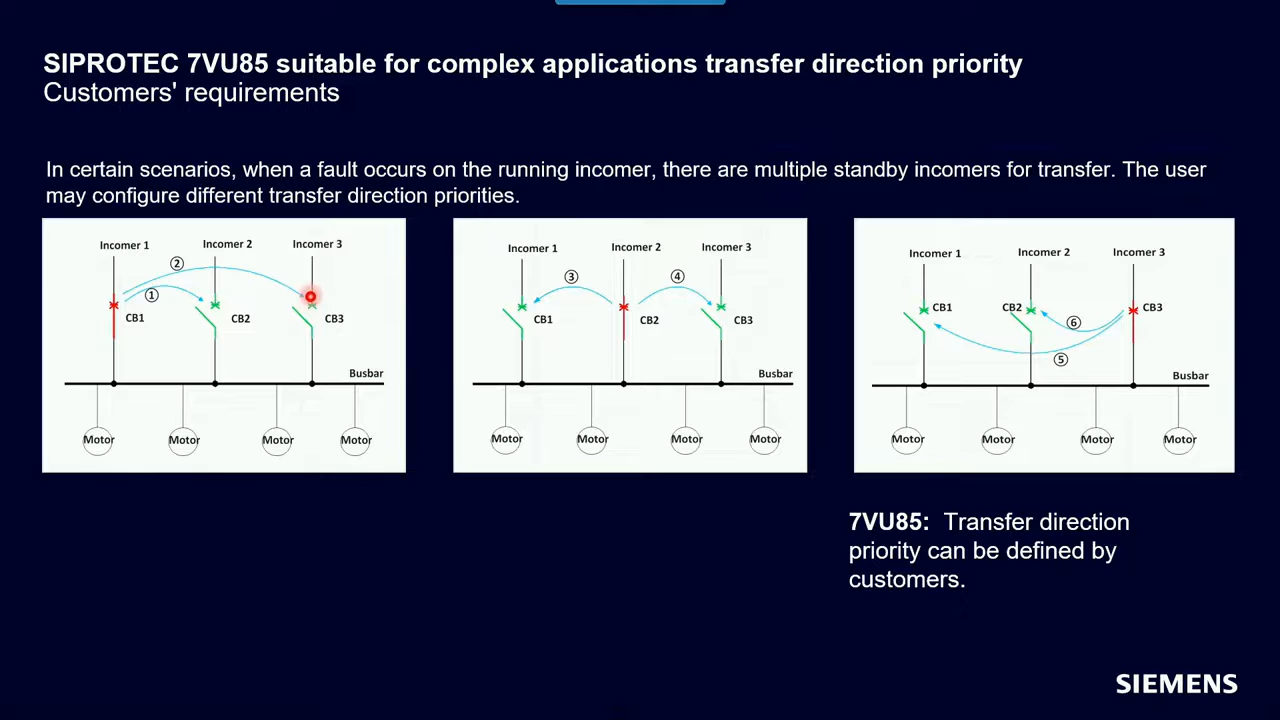 SIPROTEC 7VU85 suitable for complex applications transfer direction priority
Customers' requirements
In certain scenarios, when a fault occurs on the running incomer, there are multiple standby incomers for transfer. The user
may configure different transfer direction priorities.
Incomer 1 Incomer 2 Incomer 3
②
①
CB1 CB2 CB3
Busbar
Motor Motor Motor Motor
Incomer 1 Incomer 2 Incomer 3
③ ④
CB1 CB2 CB3
Busbar
Motor Motor Motor Motor
Incomer 1 Incomer 2 Incomer 3
CB1 CB2 CB3
⑥
⑤
Busbar
Motor Motor Motor Motor
7VU85: Transfer direction
priority can be defined by
customers.
SIEMENS